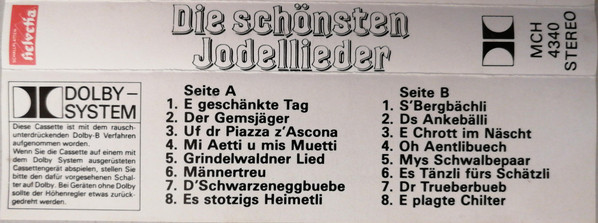 helvetia
Die schönsten
Jodellieder
MCH
4340
STEREO
DOLBY-
SYSTEM
Diese Cassette ist mit dem rausch-
unterdrückenden Dolby-B Verfahren
aufgenommen worden.
Wenn Sie die Cassette auf einem mit
dem Dolby System ausgerüsteten
Cassettengerät abspielen, stellen Sie
bitte den dafür vorgesehenen Schal-
ter auf Dolby. Bei Geräten ohne Dolby
sollte der Höhenregler etwas zurück-
gedreht werden.
Seite A
1. E geschänkte Tag
2. Der Gemsjäger
3. Uf dr Piazza z'Ascona
4. Mi Aetti u mis Muetti
5. Grindelwaldner Lied
6. Männertreu
7. D'Schwarzeneggbuebe
8. Es stotzigs Heimetli
Seite B
1. S'Bergbächli
2. Ds Ankebälli
3. E Chrott im Näscht
4. Oh Aentlibuech
5. Mys Schwalbepaar
6. Es Tänzli fürs Schätzli
7. Dr Trueberbueb
8. E plagte Chilter